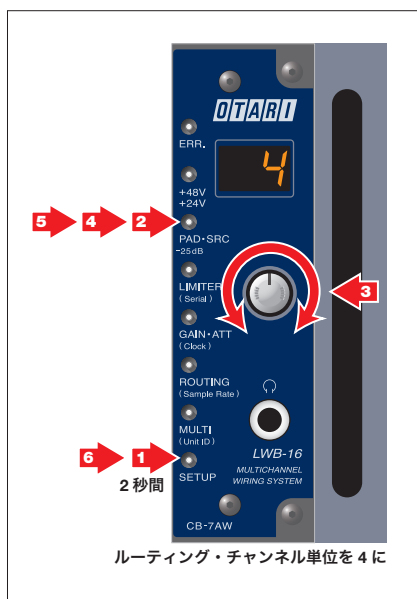 OTARI
ERR.
4
+48V
+24V
5 4 2
PAD・SRC
-25dB
3
LIMITER
(Serial)
GAIN・ATT
(Clock)
ROUTING
(Sample Rate)
MULTI
(Unit ID)
LWB-16
6 1
2 秒間
SETUP
MULTICHANNEL
WIRING SYSTEM
CB-7AW
ルーティング・チャンネル単位を 4 に